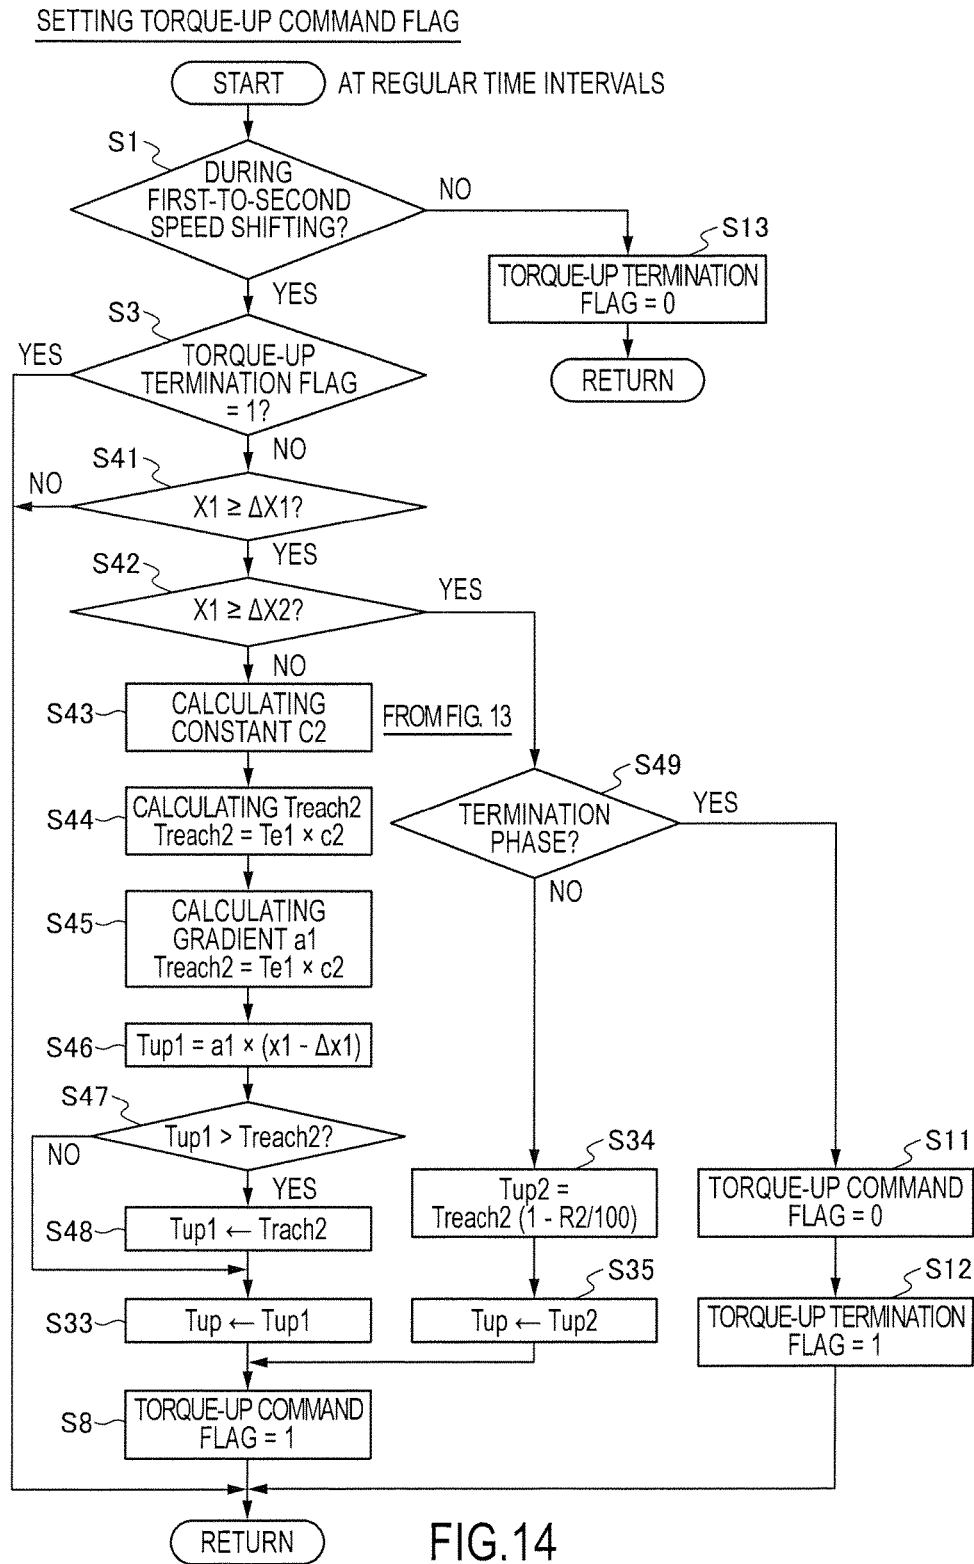 SETTING TORQUE-UP COMMAND FLAG
START
AT REGULAR TIME INTERVALS
S1
DURING
FIRST-TO-SECOND
SPEED SHIFTING?
NO
S13
TORQUE-UP TERMINATION
FLAG = 0
RETURN
YES
S3
YES
TORQUE-UP
TERMINATION FLAG
= 1?
NO
S41
NO
X1 ≥ ΔX1?
YES
S42
X1 ≥ ΔX2?
YES
NO
S43
CALCULATING
CONSTANT C2
FROM FIG. 13
S44
CALCULATING Treach2
Treach2 = Te1 × c2
S49
TERMINATION
PHASE?
YES
NO
S45
CALCULATING
GRADIENT a1
Treach2 = Te1 × c2
S46
Tup1 = a1 × (x1 - Δx1)
S47
Tup1 > Treach2?
NO
YES
S48
Tup1 ← Trach2
S34
Tup2 =
Treach2 (1 - R2/100)
S11
TORQUE-UP COMMAND
FLAG = 0
S33
Tup ← Tup1
S35
Tup ← Tup2
S12
TORQUE-UP TERMINATION
FLAG = 1
S8
TORQUE-UP COMMAND
FLAG = 1
RETURN
FIG.14